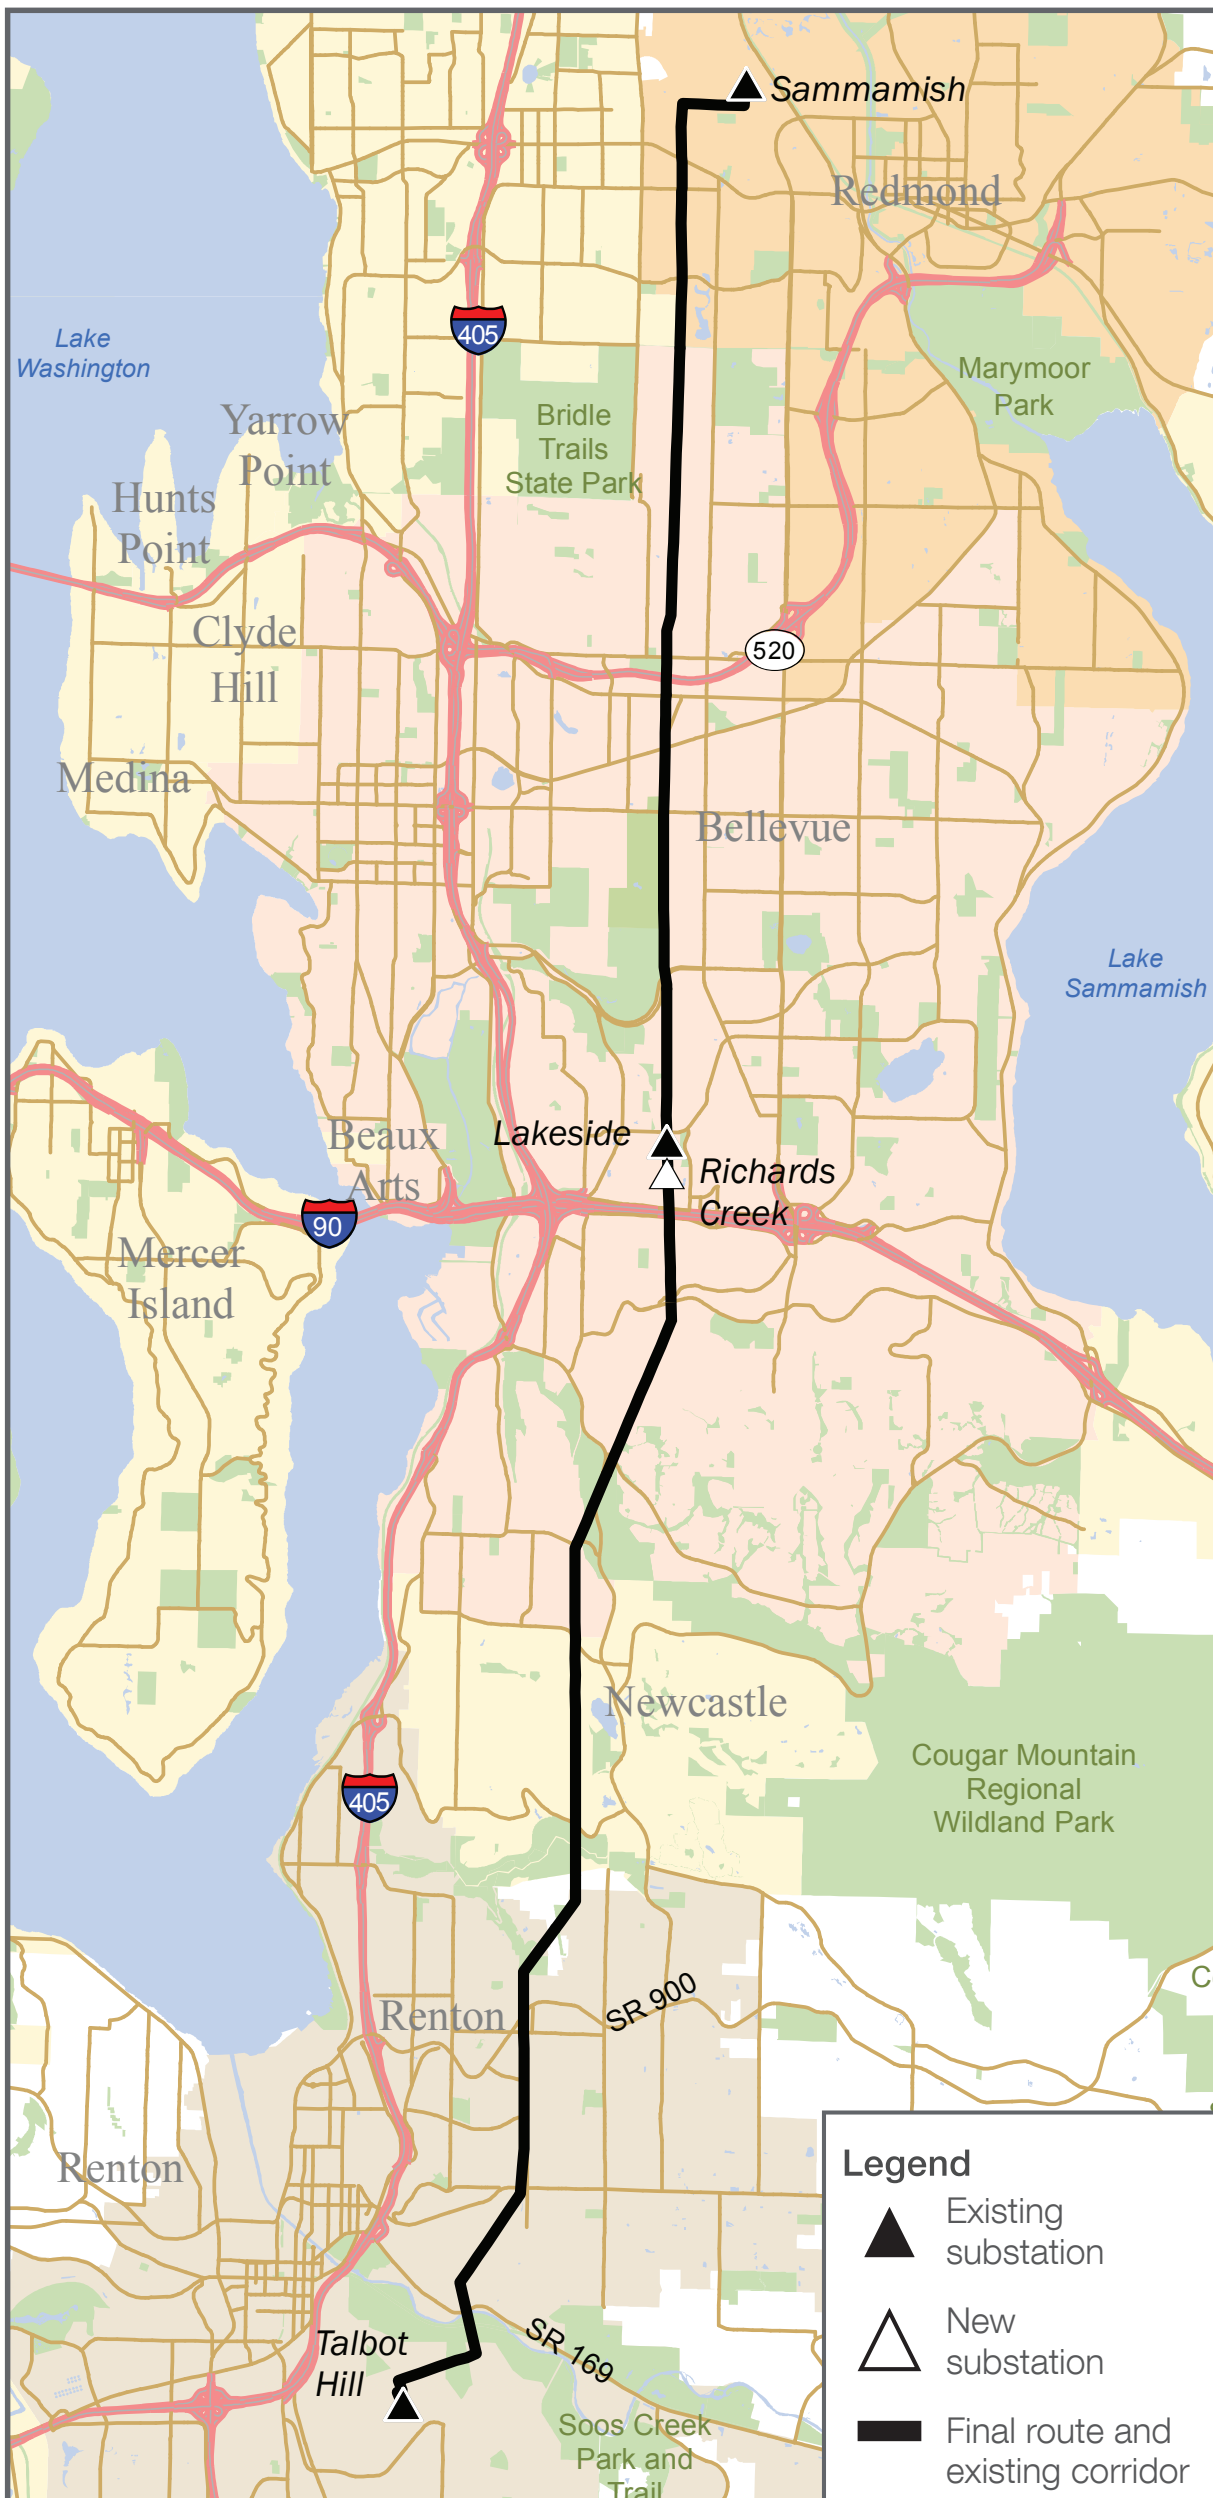 Sammamish
Redmond
405
Lake
Washington
Marymoor
Park
Bridle
Trails
State Park
Yarrow
Point
Hunts
Point
Clyde
Hill
520
Medina
Bellevue
Lake
Sammamish
Lakeside
Beaux
Arts
Richards
Creek
90
Mercer
Island
Newcastle
Cougar Mountain
Regional
Wildland Park
405
C
SR 900
Renton
Renton
Talbot
Hill
SR 169
Soos Creek
Park and
Trail
Legend
Existing
substation
New
substation
Final route and
existing corridor